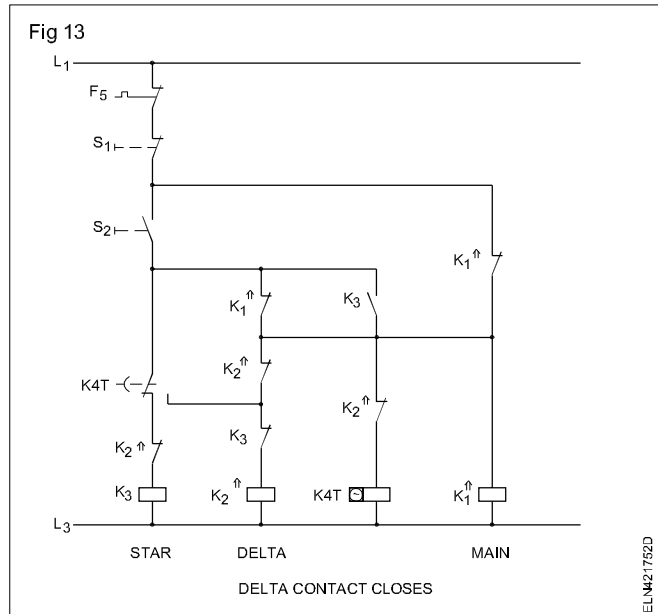 Fig 13
L1
F5
S1
S2
K1
K1
K3
K2
K4T
K2
K3
K2
K3
K2
K4T
K1
L3
STAR DELTA MAIN
DELTA CONTACT CLOSES
ELN421752D